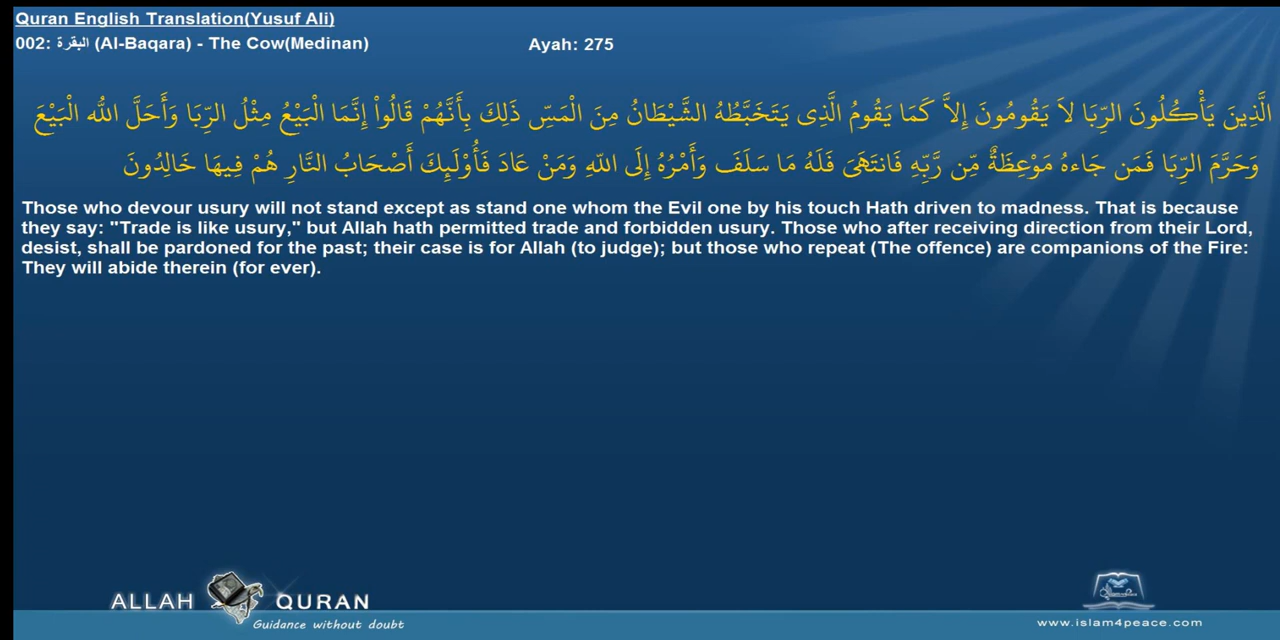 Quran English Translation(Yusuf Ali)
002: البقرة (Al-Baqara) - The Cow(Medinan) Ayah: 275
الَّذِينَ يَأْكُلُونَ الرِّبَا لاَ يَقُومُونَ إِلاَّ كَمَا يَقُومُ الَّذِى يَتَخَبَّطُهُ الشَّيْطَانُ مِنَ الْمَسِّ ذَلِكَ بِأَنَّهُمْ قَالُواْ إِنَّمَا الْبَيْعُ مِثْلُ الرِّبَا وَأَحَلَّ اللّهُ الْبَيْعَ
وَحَرَّمَ الرِّبَا فَمَن جَاءهُ مَوْعِظَةٌ مِّن رَّبِّهِ فَانتَهَىَ فَلَهُ مَا سَلَفَ وَأَمْرُهُ إِلَى اللّهِ وَمَنْ عَادَ فَأُوْلَئِكَ أَصْحَابُ النَّارِ هُمْ فِيهَا خَالِدُونَ
Those who devour usury will not stand except as stand one whom the Evil one by his touch Hath driven to madness. That is because
they say: "Trade is like usury," but Allah hath permitted trade and forbidden usury. Those who after receiving direction from their Lord,
desist, shall be pardoned for the past; their case is for Allah (to judge); but those who repeat (The offence) are companions of the Fire:
They will abide therein (for ever).
ALLAH QURAN
Guidance without doubt
www.islam4peace.com